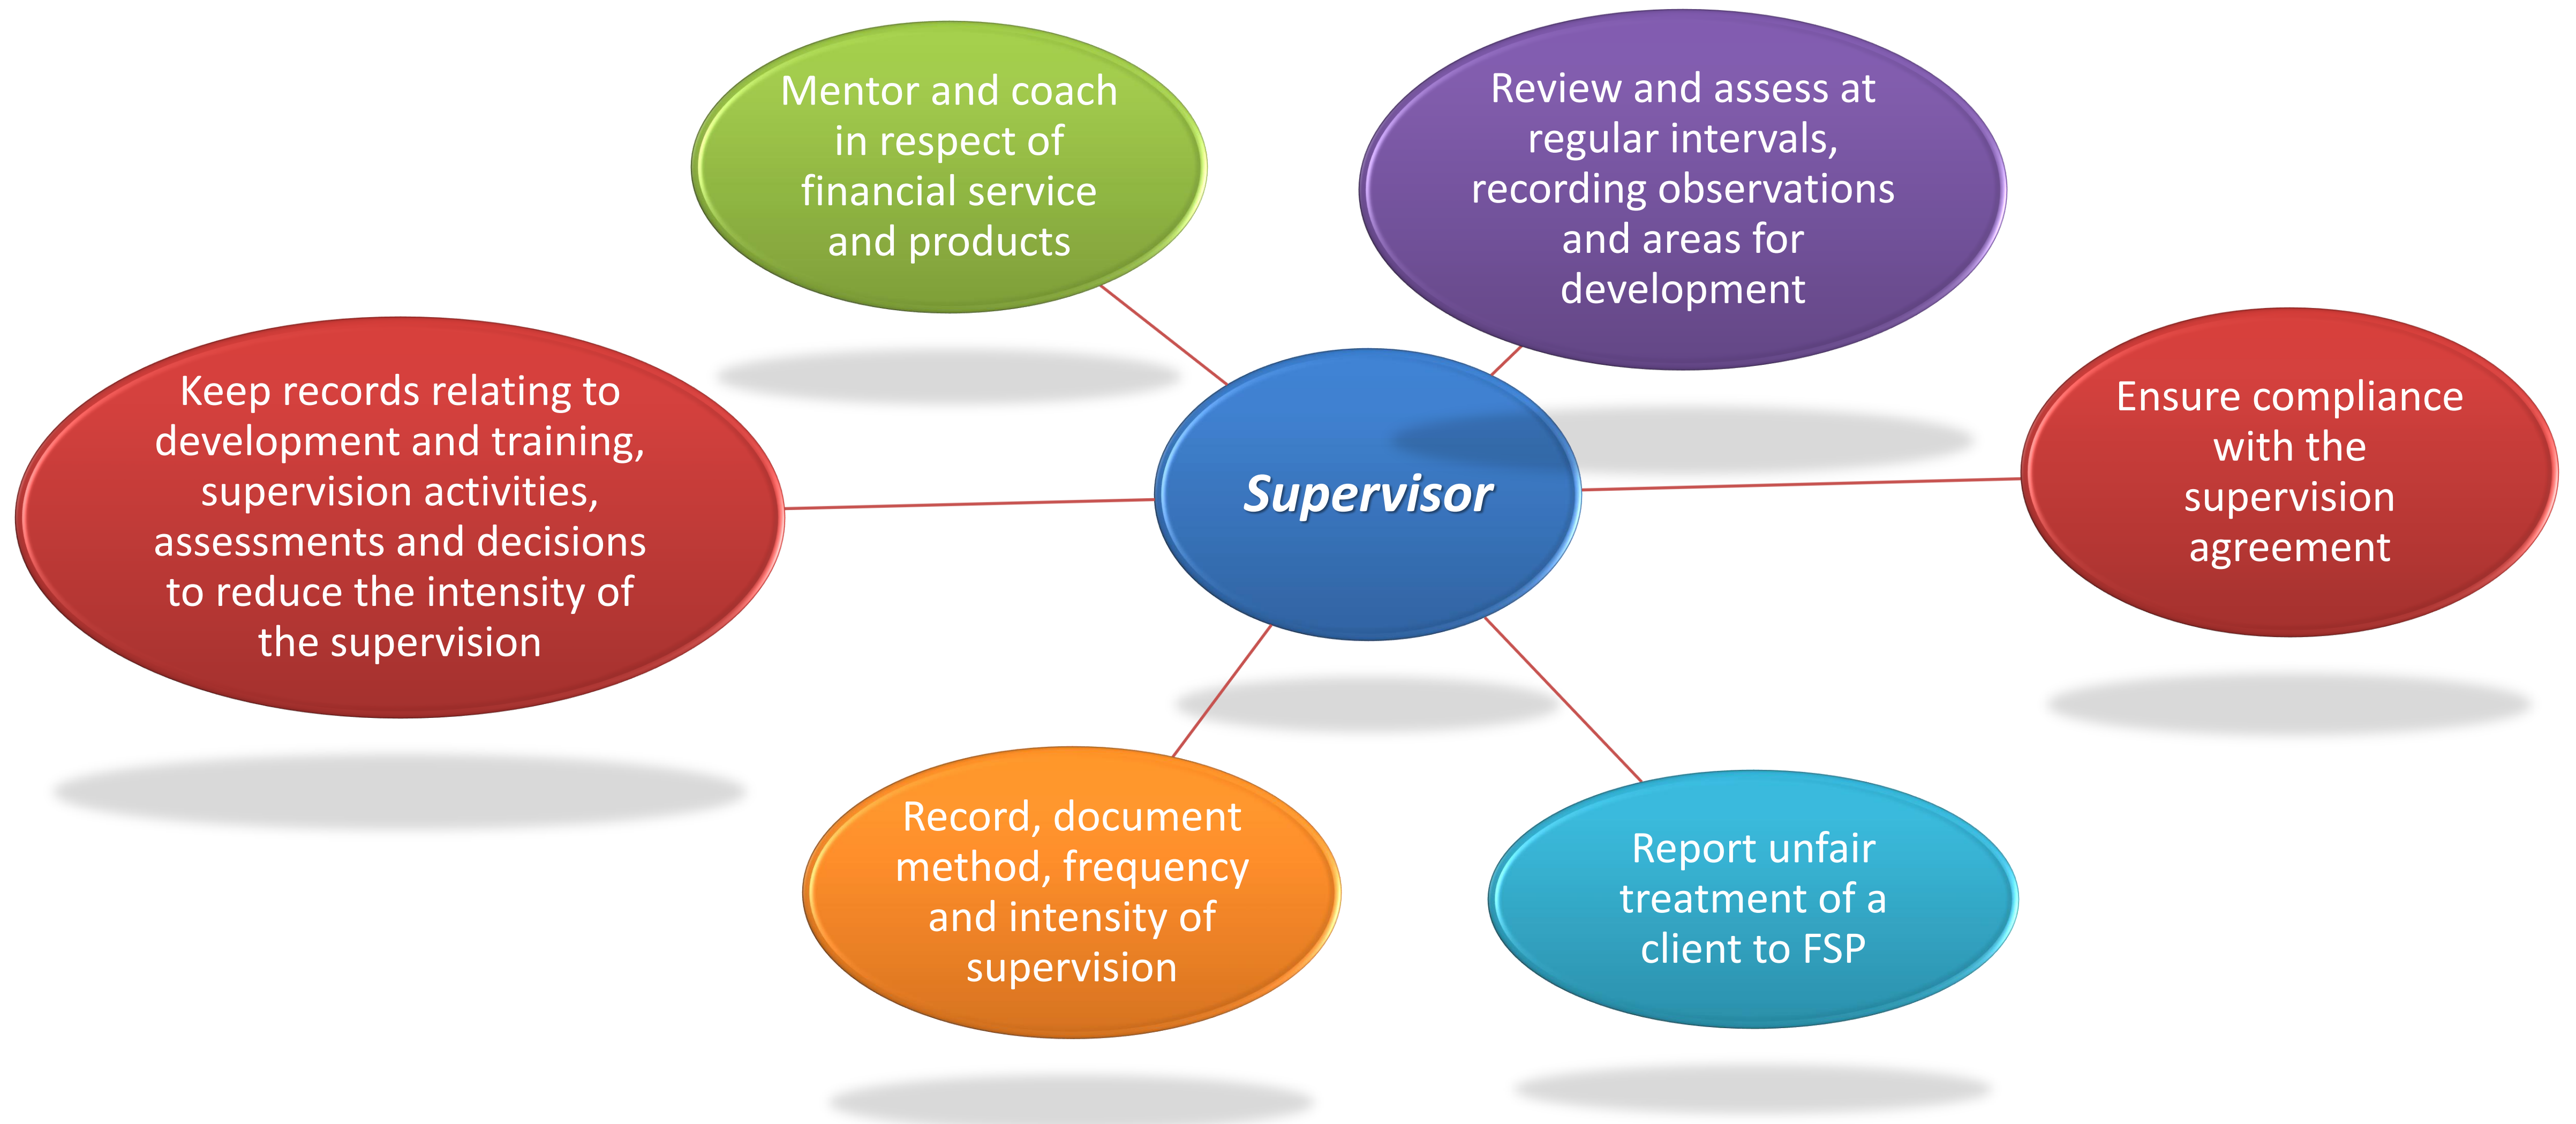 Mentor and coach
in respect of
financial service
and products
Review and assess at
regular intervals,
recording observations
and areas for
development
Keep records relating to
development and training,
supervision activities,
assessments and decisions
to reduce the intensity of
the supervision
Supervisor
Ensure compliance
with the
supervision
agreement
Record, document
method, frequency
and intensity of
supervision
Report unfair
treatment of a
client to FSP